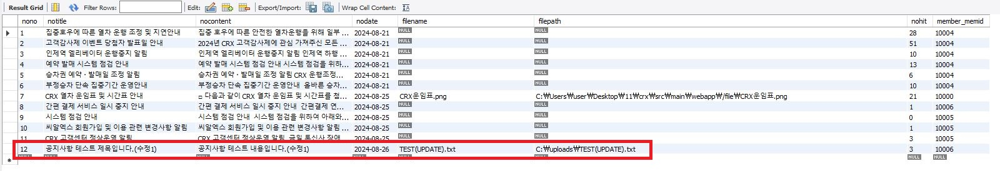 Result Grid Filter Rows: Edit: Export/Import: Wrap Cell Content: IA
nono notitle nocontent nodate filename filepath nohit member_memid
1 집중호우에 따른 열차 운행 조정 및 지연안내 집중 호우에 따른 안전한 열차운행을 위해 일부 ... 2024-08-21 NULL NULL 28 10004
2 고객감사제 이벤트 당첨자 발표일 안내 2024년 CRX 고객감사제에 관심 가져주신 모든 ... 2024-08-21 NULL NULL 51 10004
3 인제역 엘리베이터 운행중지 알림 인제역 엘리베이터 운행중지 알림 인제역 하행 ... 2024-08-21 NULL NULL 10 10004
4 예약 발매 시스템 점검 안내 예약 발매 시스템 점검 안내 시스템 점검을 위하... 2024-08-21 NULL NULL 13 10004
5 승차권 예약·발매일 조정 알림 승차권 예약·발매일 조정 알림 CRX 운행조정... 2024-08-21 NULL NULL 6 10004
6 부정승차 단속 집중기간 운영안내 부정승차 단속 집중기간 운영안내 올바른 승차... 2024-08-21 NULL NULL 10 10004
7 CRX 열차 운임표 및 시간표 안내 □ 다음과 같이 CRX 열차 운임표 및 시간표를 첨... 2024-08-25 CRX운임표.png C:₩Users₩user₩Desktop₩11₩crx₩src₩main₩webapp₩/file₩CRX운임표.png 21 10000
8 간편 결제 서비스 일시 중지 안내 간편 결제 서비스 일시 중지 안내 간편결제 연... 2024-08-25 NULL NULL 1 10006
9 시스템 점검 안내 시스템 점검 안내 시스템 점검을 위하여 아래와... 2024-08-25 NULL NULL 0 10005
10 씨알엑스 회원가입 및 이용 관련 변경사항 알림 씨알엑스 회원가입 및 이용 관련 변경사항 알림 ... 2024-08-25 NULL NULL 1 10005
11 CRX 고객센터 정상운영 알림 CRX 고객센터 정상운영 알림 금일 통신사 장애... 2024-08-25 NULL NULL 3 10005
12 공지사항 테스트 제목입니다.(수정1) 공지사항 테스트 내용입니다.(수정1) 2024-08-26 TEST(UPDATE).txt C:₩uploads₩TEST(UPDATE).txt 3 10006
NULL NULL NULL NULL NULL NULL NULL NULL